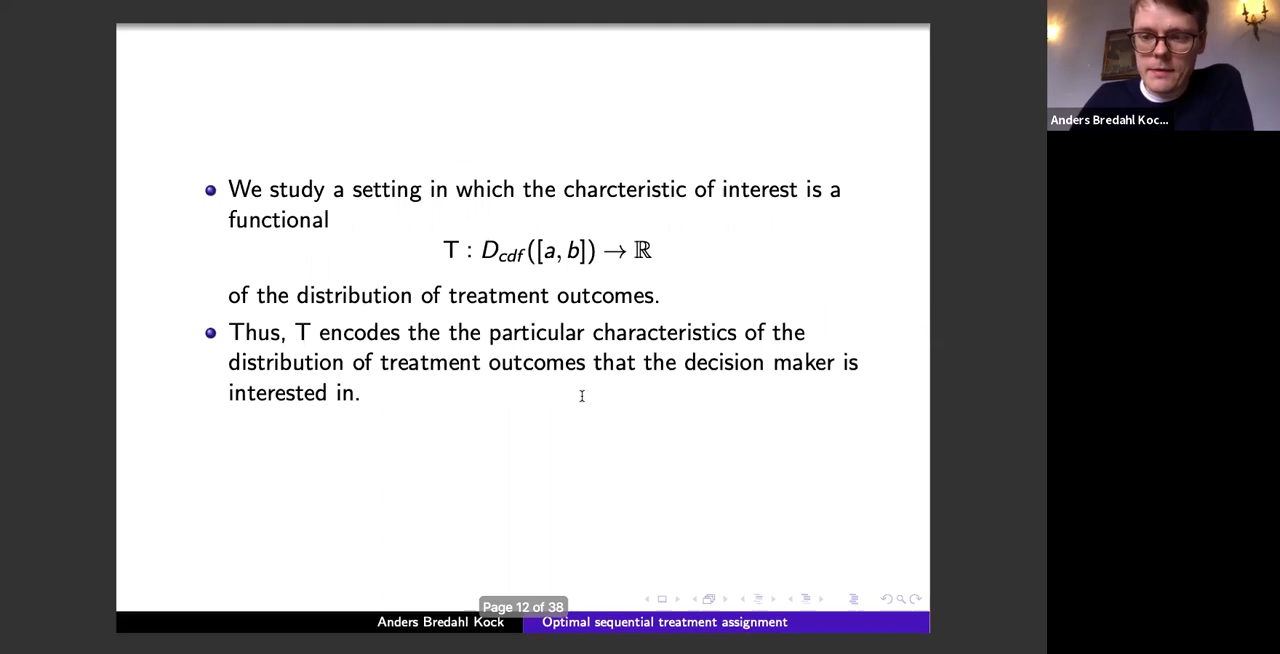 We study a setting in which the charcteristic of interest is a
functional
T : D_cdf([a, b]) → ℝ
of the distribution of treatment outcomes.
Thus, T encodes the the particular characteristics of the
distribution of treatment outcomes that the decision maker is
interested in.
Page 12 of 38
Anders Bredahl Kock Optimal sequential treatment assignment
Anders Bredahl Koc...